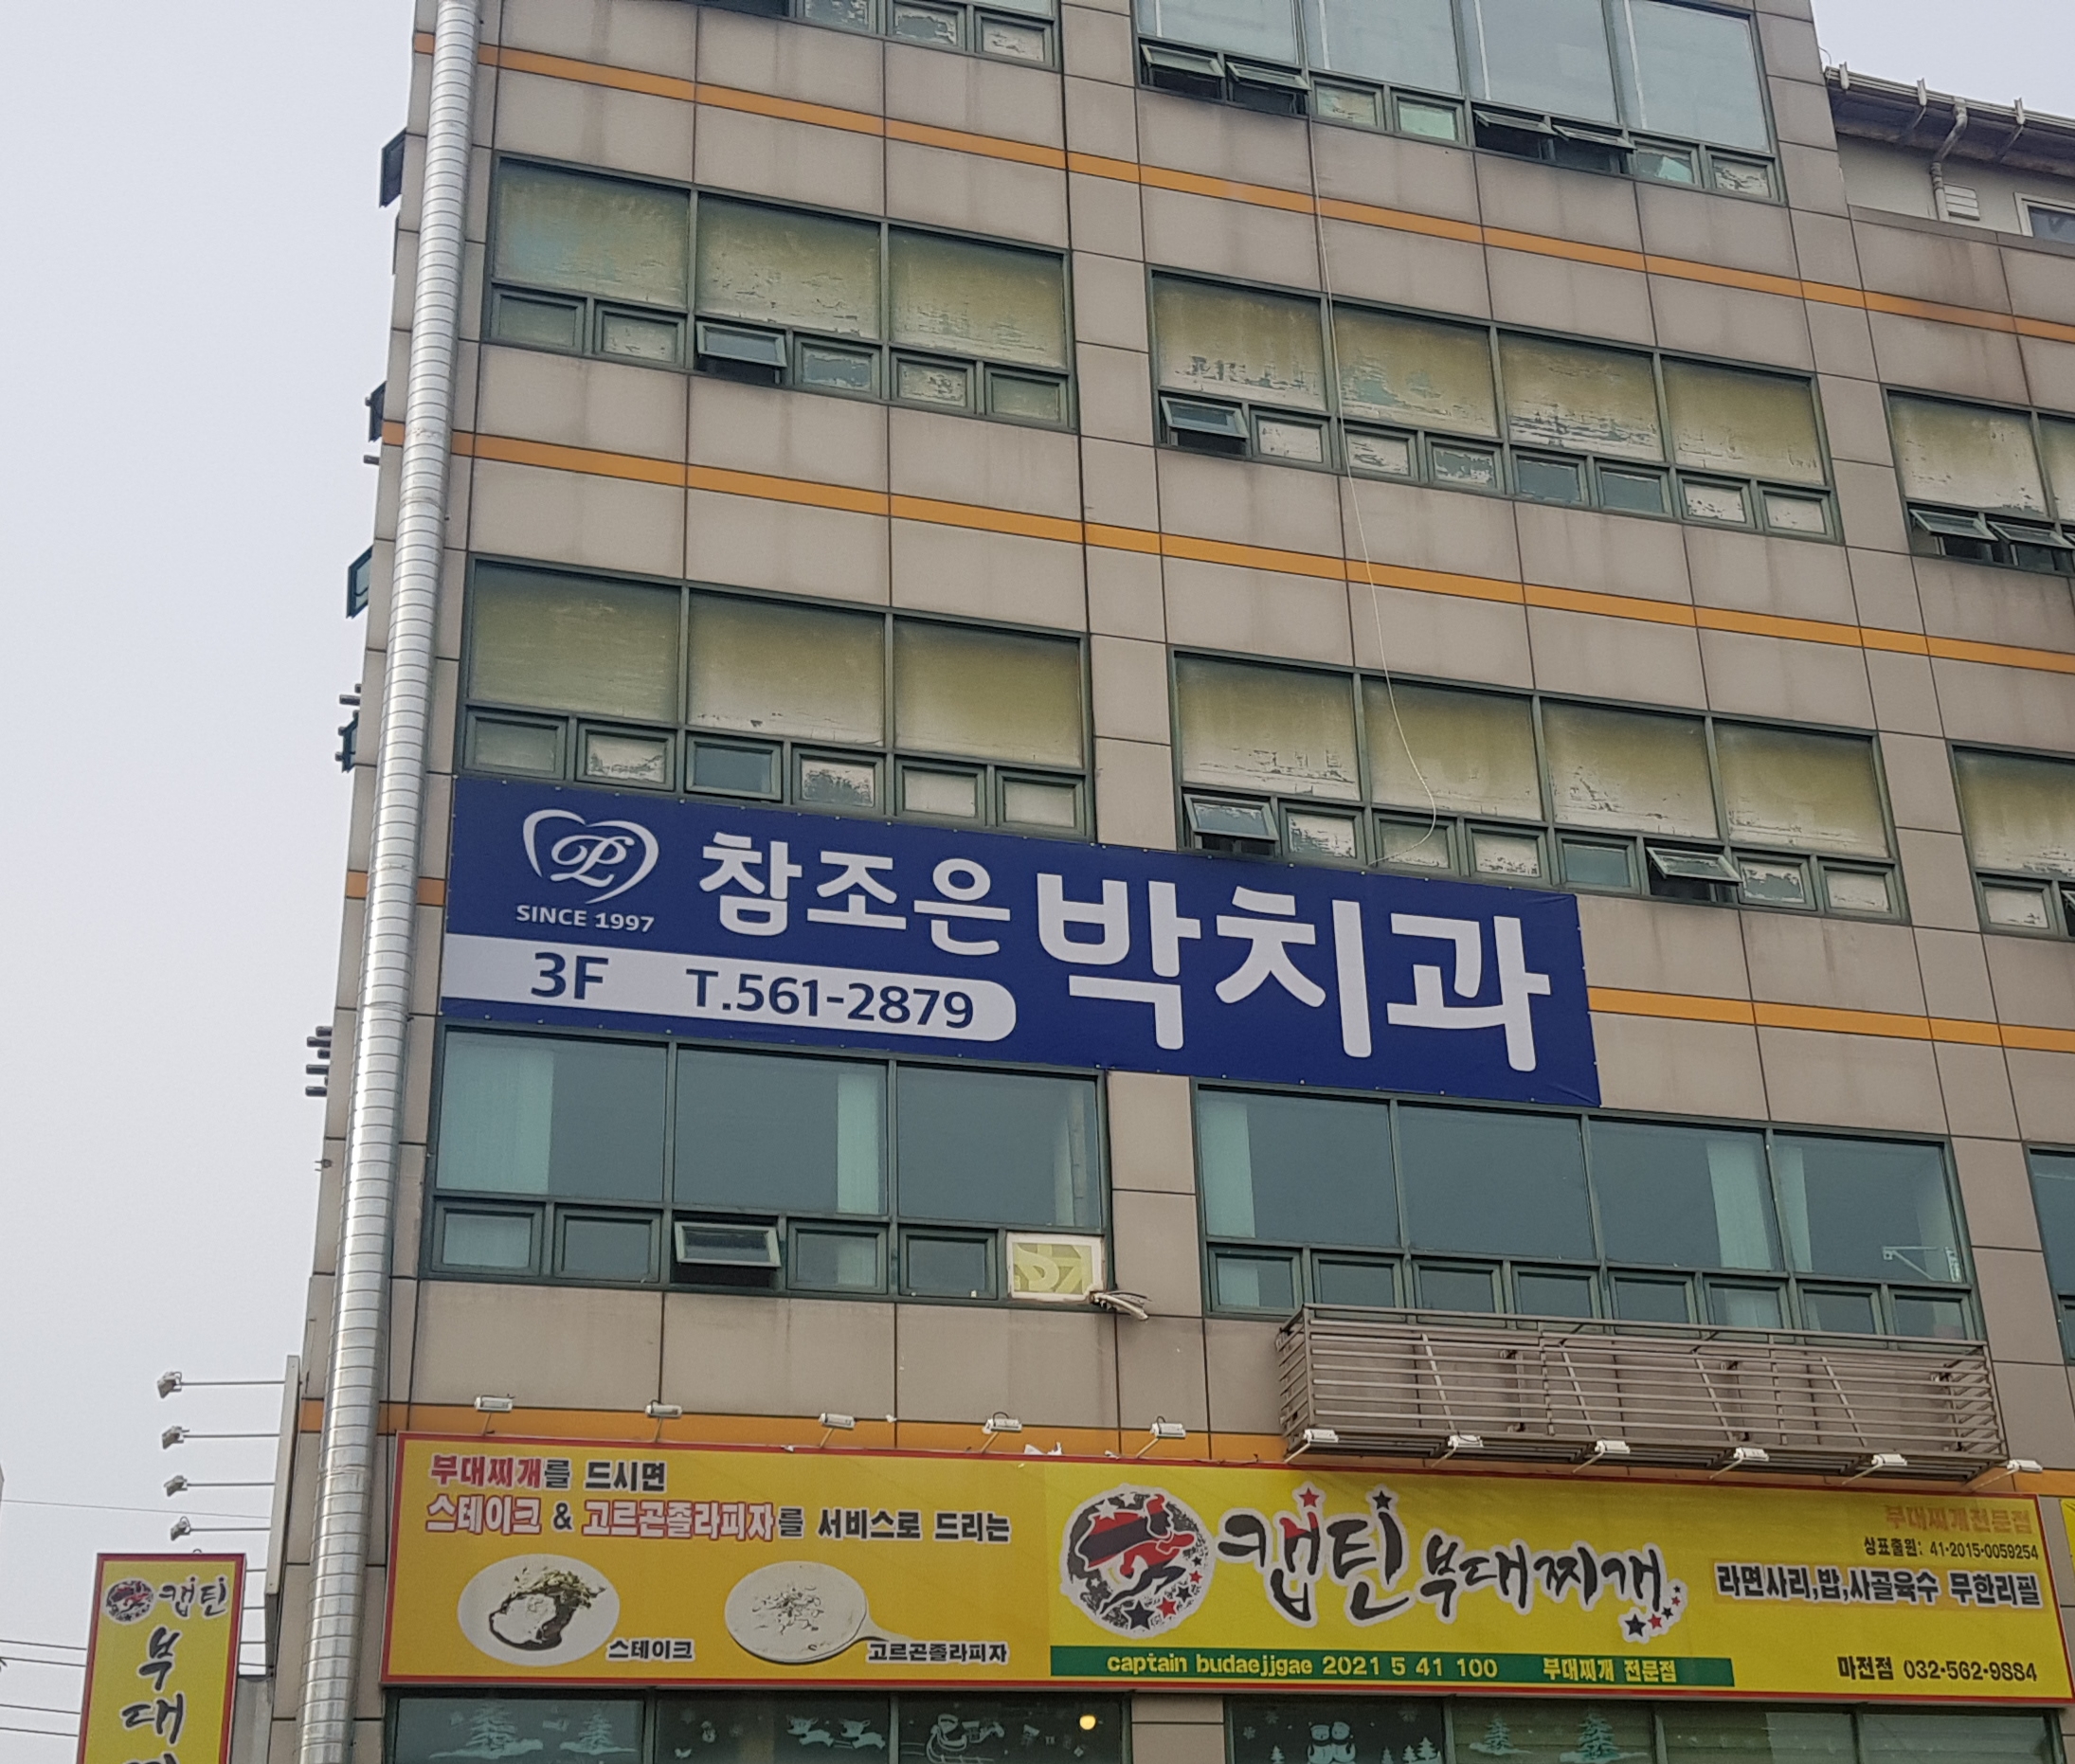 SINCE 1997
참조은박치과
3F T.561-2879
부대찌개를 드시면
스테이크 & 고르곤졸라피자를 서비스로 드리는
스테이크
고르곤졸라피자
캡틴부대찌개
captain budaejjgae 2021 5 41 100 부대찌개 전문점
부대찌개전문점
상표출원: 41-2015-0059254
라면사리,밥,사골육수 무한리필
마전점 032-562-9884
캡틴
부
대